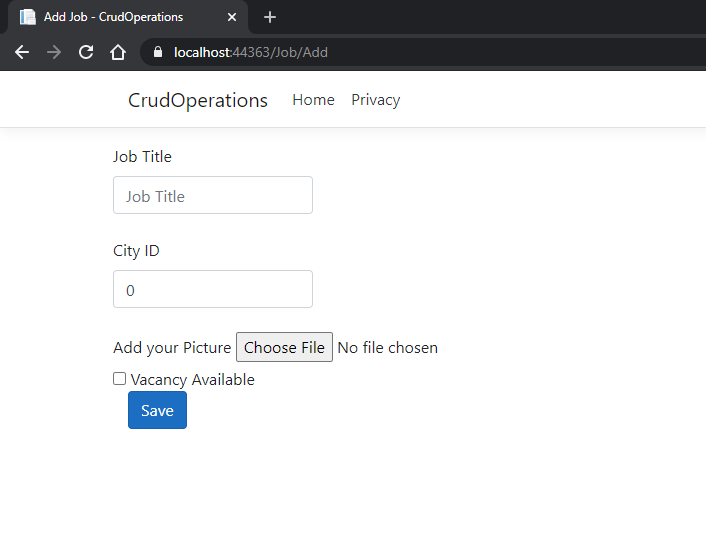 Add Job - CrudOperations
localhost:44363/Job/Add
CrudOperations Home Privacy
Job Title
Job Title
City ID
0
Add your Picture Choose File No file chosen
Vacancy Available
Save